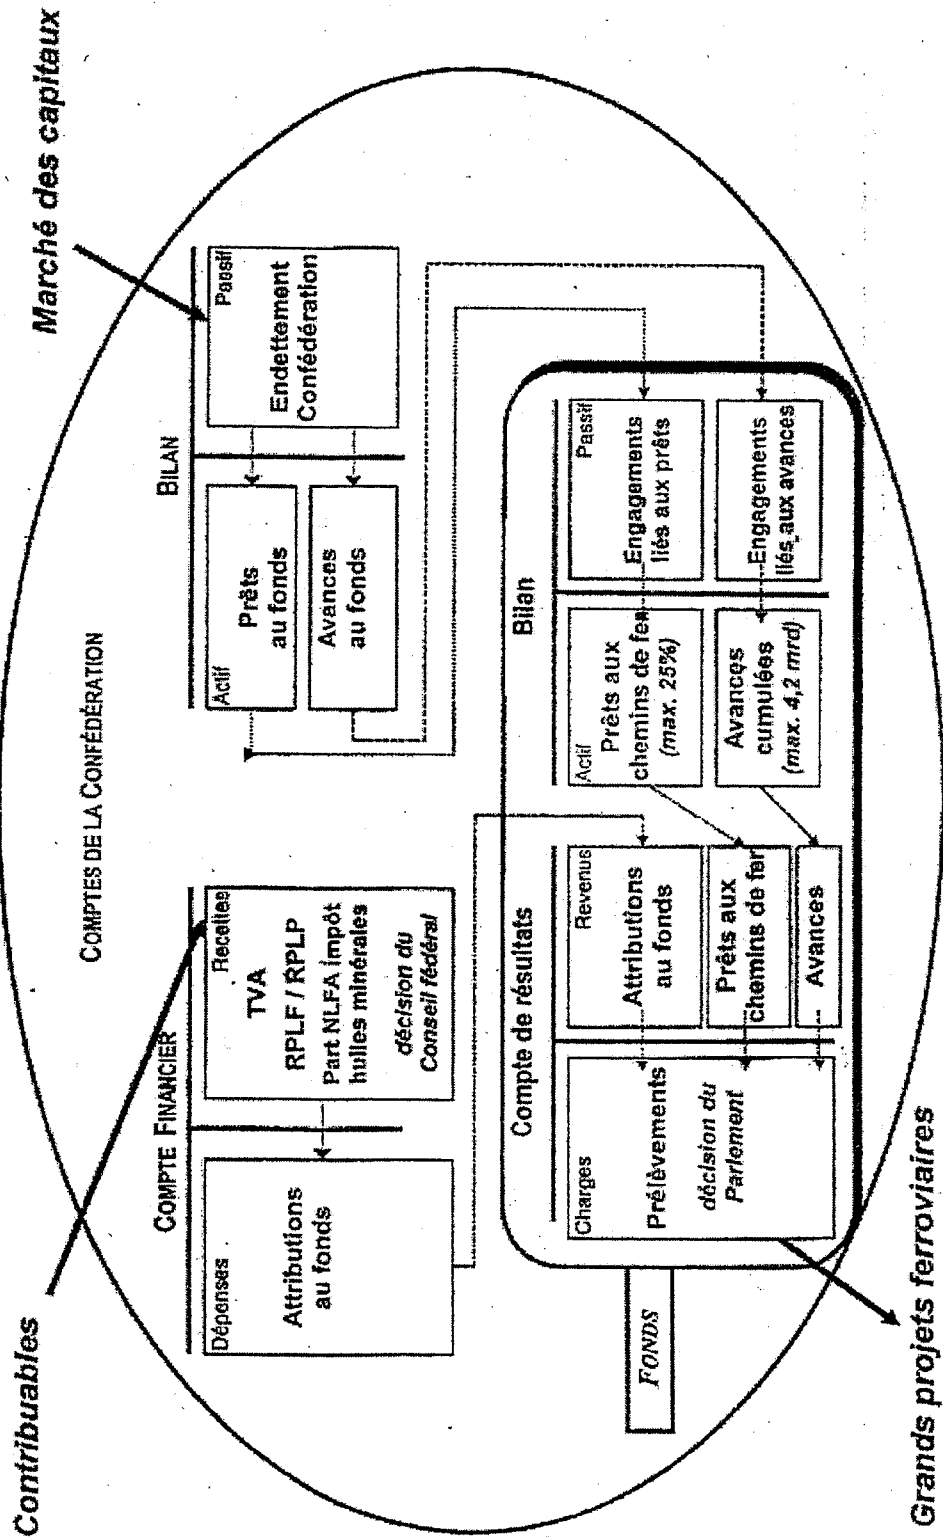 Contribuables
Marché des capitaux
COMPTES DE LA CONFÉDÉRATION
COMPTE FINANCIER
Dépenses
Attributions
au fonds
Recettes
TVA
RPLF / RPLP
Part NLFA impôt
huiles minérales
décision du
Conseil fédéral
BILAN
Actif
Prêts
au fonds
Avances
au fonds
Passif
Endettement
Confédération
FONDS
Compte de résultats
Charges
Prélèvements
décision du
Parlement
Revenus
Attributions
au fonds
Prêts aux
chemins de fer
Avances
Bilan
Actif
Prêts aux
chemins de fer
(max. 25%)
Avances
cumulées
(max. 4,2 mrd)
Passif
Engagements
liés aux prêts
Engagements
liés aux avances
Grands projets ferroviaires